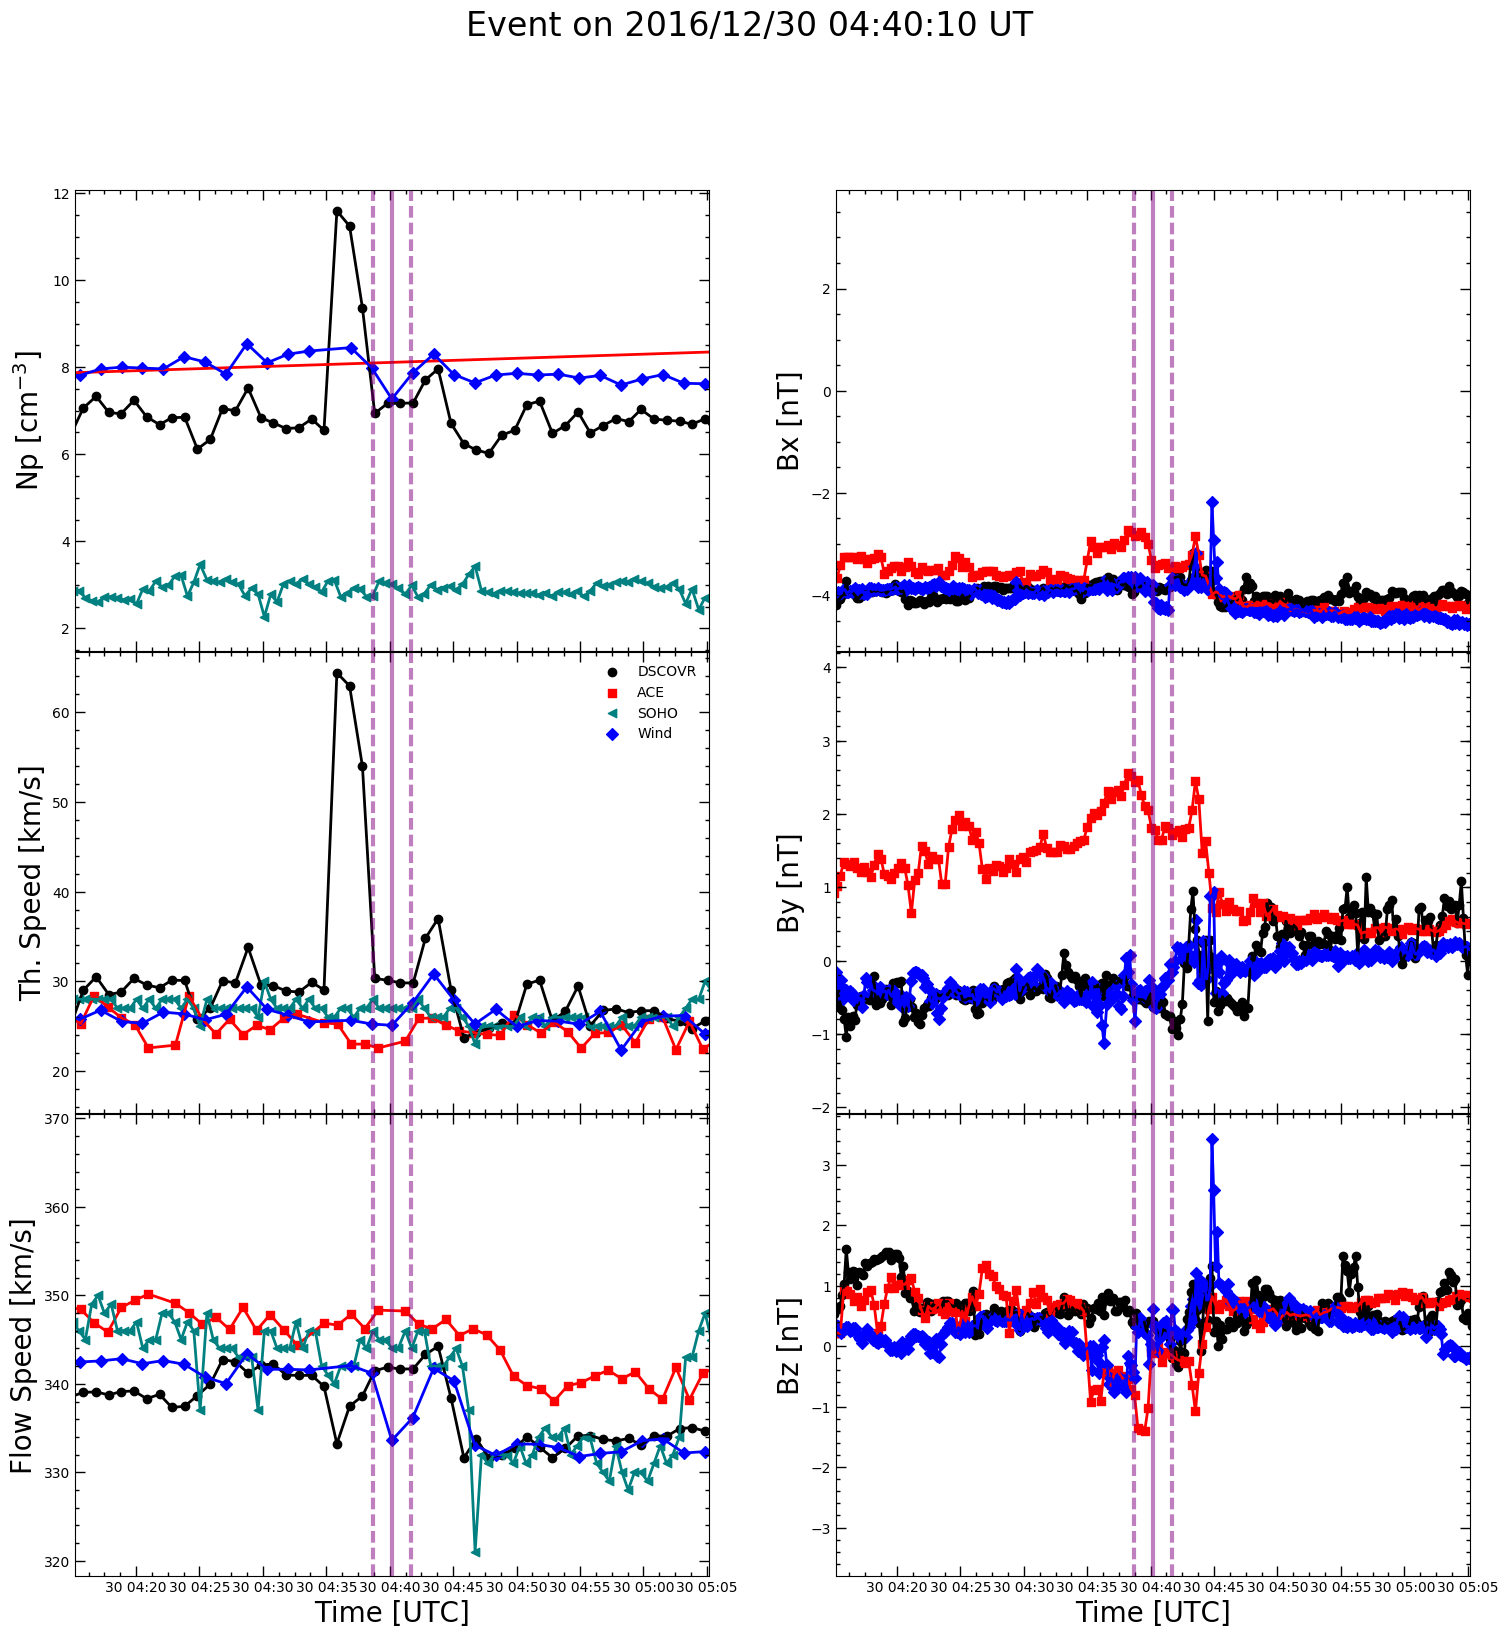 Event on 2016/12/30 04:40:10 UT
12
10
8
6
4
2
Np [cm⁻³]
60
50
40
30
20
Th. Speed [km/s]
DSCOVR
ACE
SOHO
Wind
370
360
350
340
330
320
Flow Speed [km/s]
30 04:20 30 04:25 30 04:30 30 04:35 30 04:40 30 04:45 30 04:50 30 04:55 30 05:00 30 05:05
Time [UTC]
2
0
−2
−4
Bx [nT]
4
3
2
1
0
−1
−2
By [nT]
3
2
1
0
−1
−2
−3
Bz [nT]
30 04:20 30 04:25 30 04:30 30 04:35 30 04:40 30 04:45 30 04:50 30 04:55 30 05:00 30 05:05
Time [UTC]